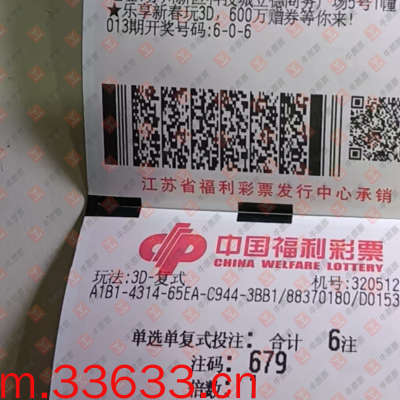 ★乐享新春玩3D，600万赠券等你来！
013期开奖号码:6-0-6
江苏省福利彩票发行中心承销
中国福利彩票
CHINA WELFARE LOTTERY
玩法:3D-复式 机号:320512
A1B1-4314-65EA-C944-3BB1/88370180/D0153
单选单复式投注: 合计 6注
注码: 679
倍数:
m.33633.cn